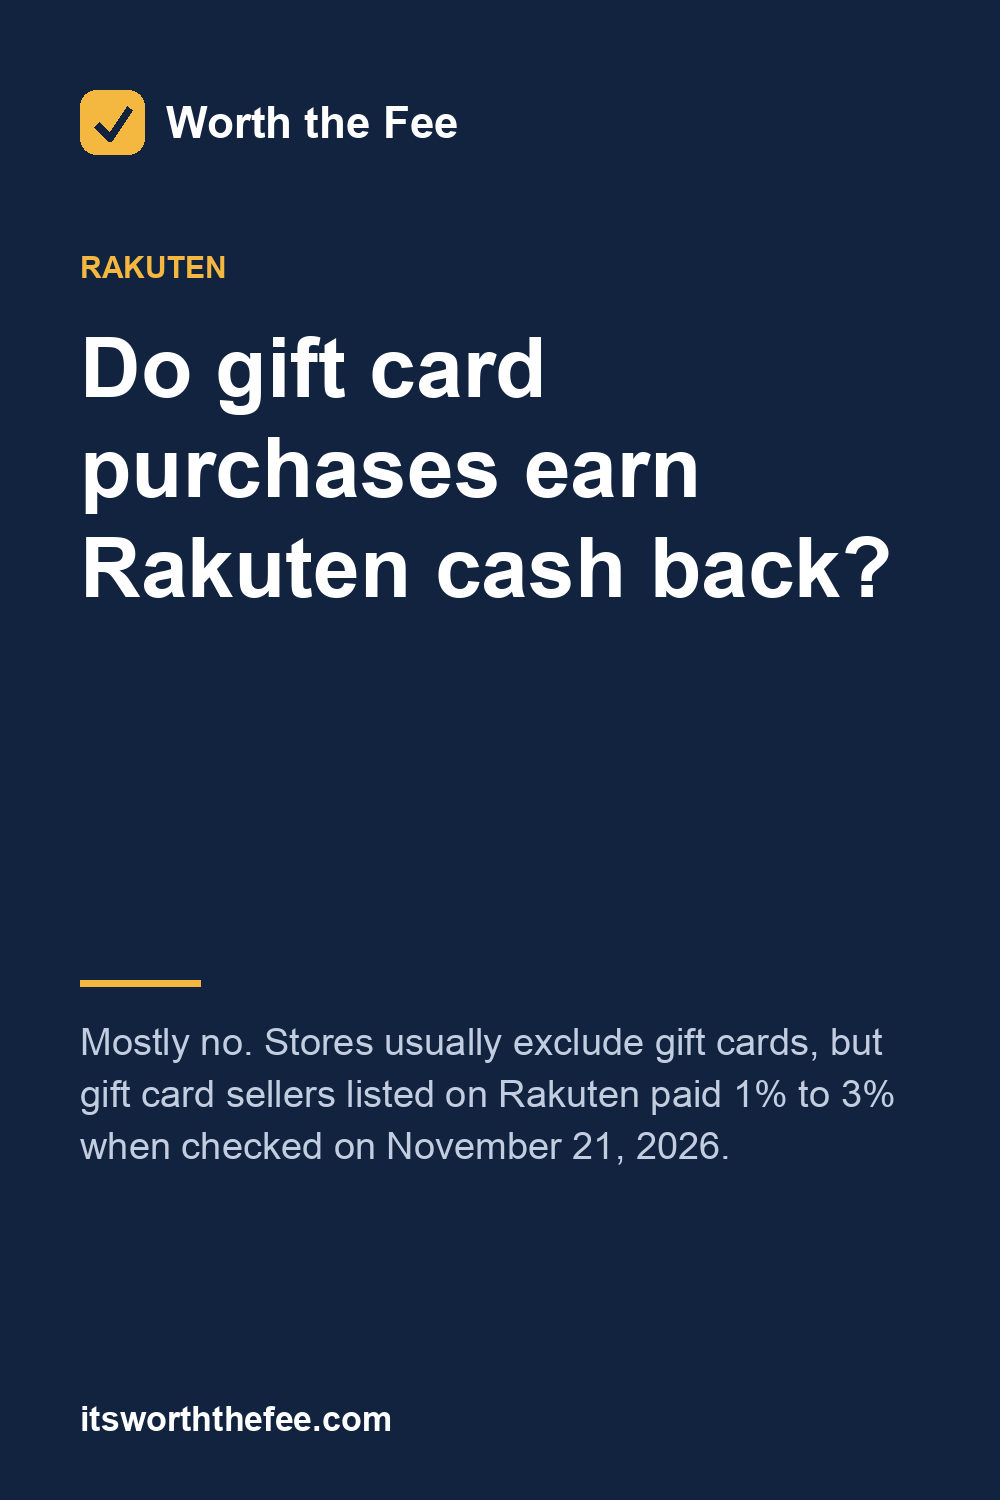 Worth the Fee
RAKUTEN
Do gift card
purchases earn
Rakuten cash back?
Mostly no. Stores usually exclude gift cards, but
gift card sellers listed on Rakuten paid 1% to 3%
when checked on November 21, 2026.
itsworththefee.com